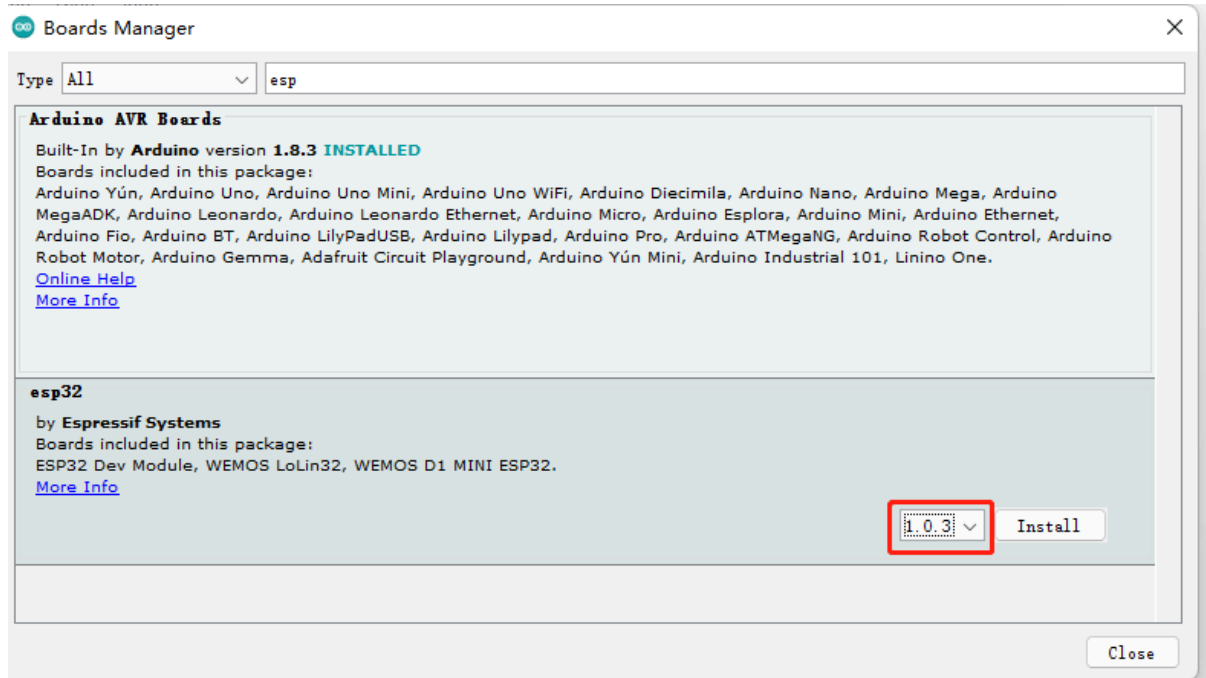 Boards Manager
Type All esp
Arduino AVR Boards
Built-In by Arduino version 1.8.3 INSTALLED
Boards included in this package:
Arduino Yún, Arduino Uno, Arduino Uno Mini, Arduino Uno WiFi, Arduino Diecimila, Arduino Nano, Arduino Mega, Arduino
MegaADK, Arduino Leonardo, Arduino Leonardo Ethernet, Arduino Micro, Arduino Esplora, Arduino Mini, Arduino Ethernet,
Arduino Fio, Arduino BT, Arduino LilyPadUSB, Arduino Lilypad, Arduino Pro, Arduino ATMegaNG, Arduino Robot Control, Arduino
Robot Motor, Arduino Gemma, Adafruit Circuit Playground, Arduino Yún Mini, Arduino Industrial 101, Linino One.
Online Help
More Info
esp32
by Espressif Systems
Boards included in this package:
ESP32 Dev Module, WEMOS LoLin32, WEMOS D1 MINI ESP32.
More Info
1.0.3 Install
Close